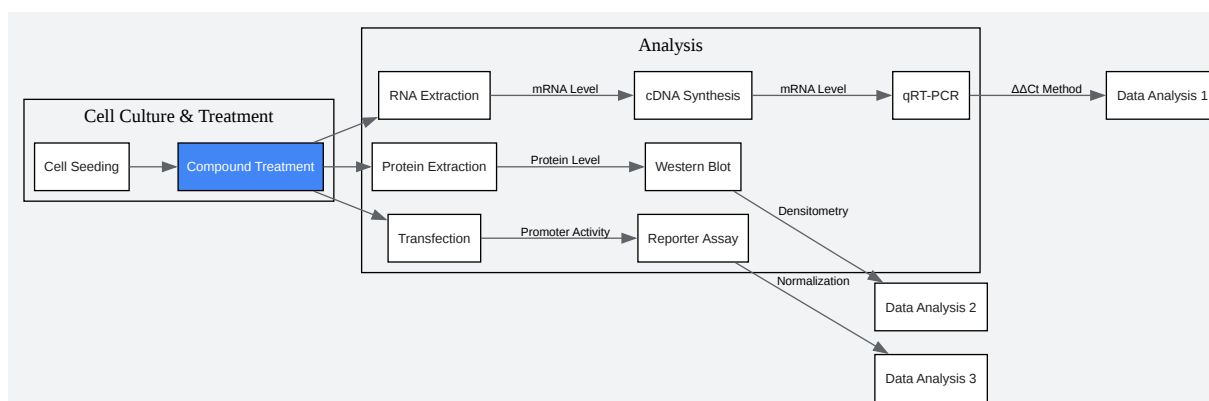 Analysis
RNA Extraction
mRNA Level
cDNA Synthesis
mRNA Level
qRT-PCR
ΔΔCt Method
Data Analysis 1
Cell Culture & Treatment
Cell Seeding
Compound Treatment
Protein Extraction
Protein Level
Western Blot
Densitometry
Transfection
Promoter Activity
Reporter Assay
Normalization
Data Analysis 2
Data Analysis 3